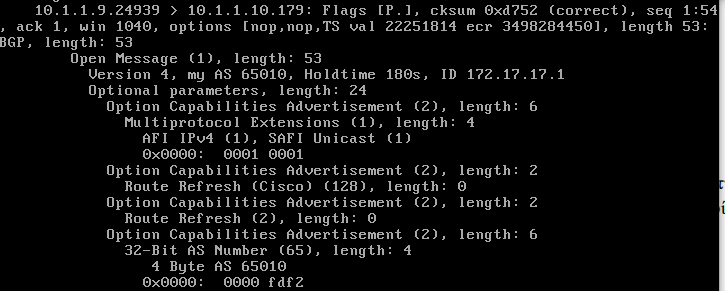 10.1.1.9.24939 > 10.1.1.10.179: Flags [P.], cksum 0xd752 (correct), seq 1:54
, ack 1, win 1040, options [nop,nop,TS val 22251814 ecr 3498284450], length 53:
BGP, length: 53
Open Message (1), length: 53
Version 4, my AS 65010, Holdtime 180s, ID 172.17.17.1
Optional parameters, length: 24
Option Capabilities Advertisement (2), length: 6
Multiprotocol Extensions (1), length: 4
AFI IPv4 (1), SAFI Unicast (1)
0x0000: 0001 0001
Option Capabilities Advertisement (2), length: 2
Route Refresh (Cisco) (128), length: 0
Option Capabilities Advertisement (2), length: 2
Route Refresh (2), length: 0
Option Capabilities Advertisement (2), length: 6
32-Bit AS Number (65), length: 4
4 Byte AS 65010
0x0000: 0000 fdf2